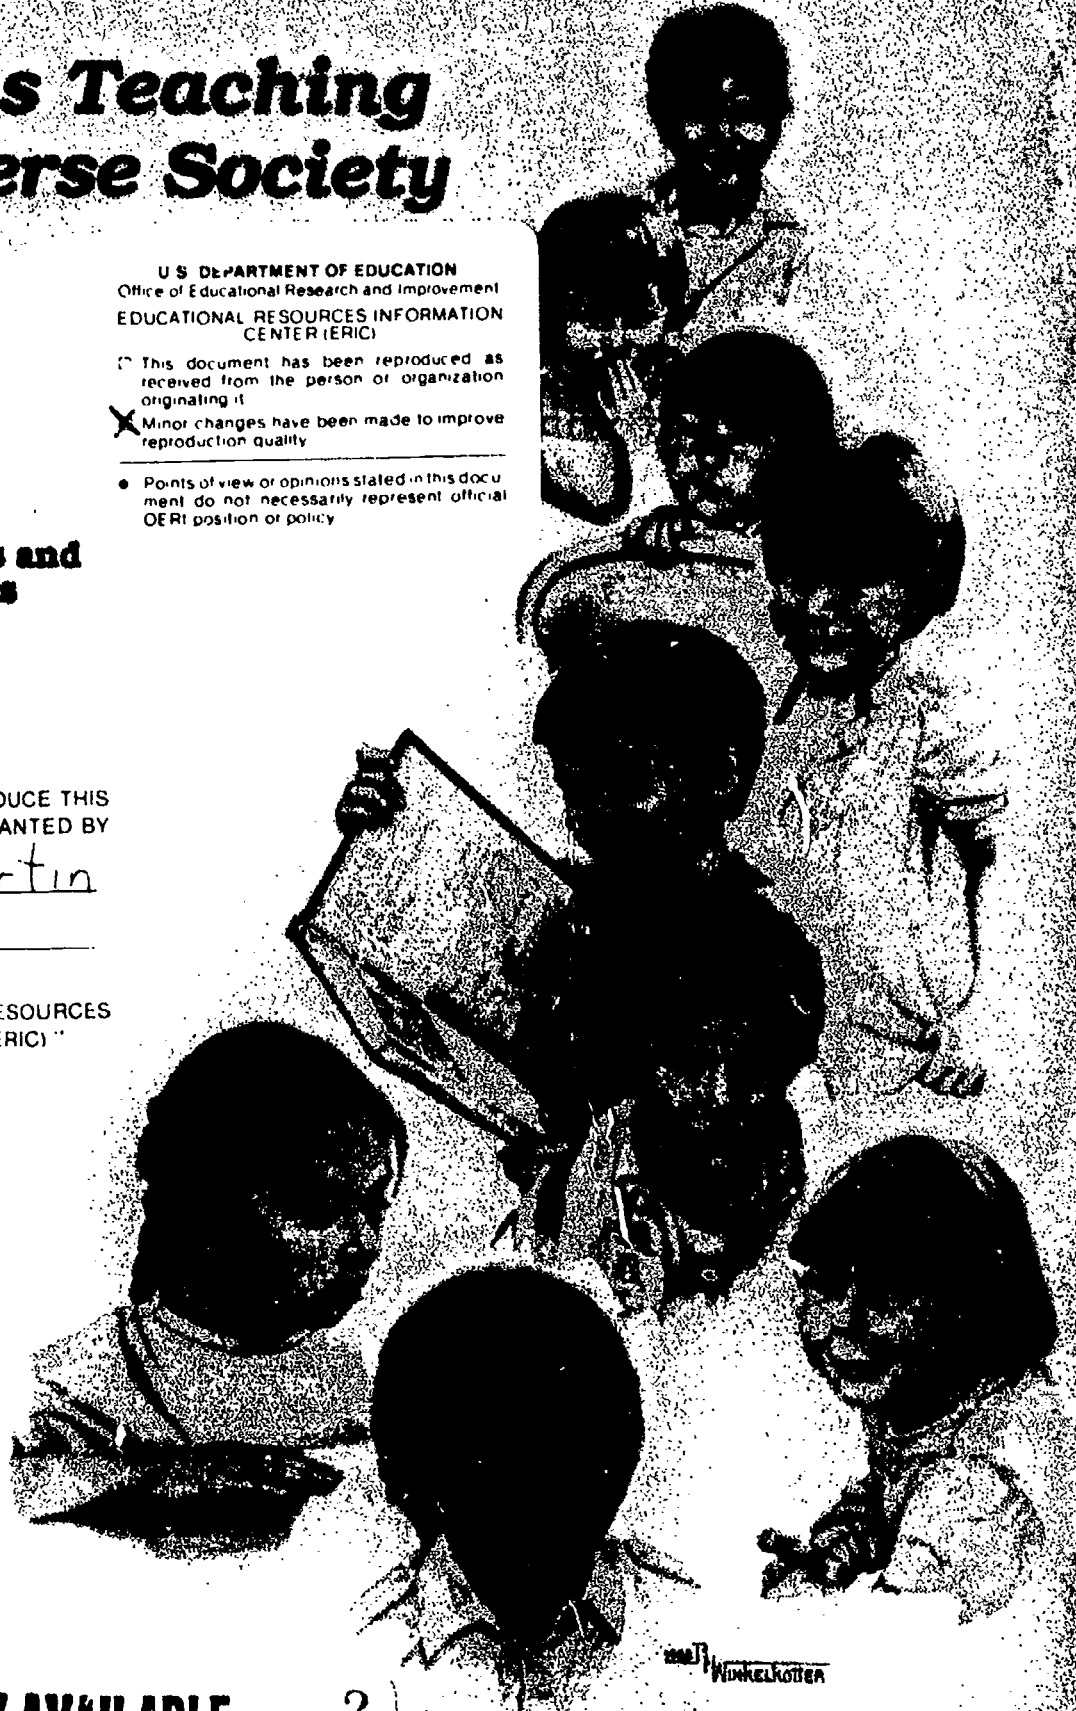 s Teaching
erse Society
U S DEPARTMENT OF EDUCATION
Office of Educational Research and Improvement
EDUCATIONAL RESOURCES INFORMATION
CENTER (ERIC)
This document has been reproduced as
received from the person or organization
originating it
Minor changes have been made to improve
reproduction quality
● Points of view or opinions stated in this docu
ment do not necessarily represent official
OERI position or policy
s and
s
DUCE THIS
ANTED BY
rtin
ESOURCES
ERIC) "
WINKELKOTTER
AVAILABLE
2